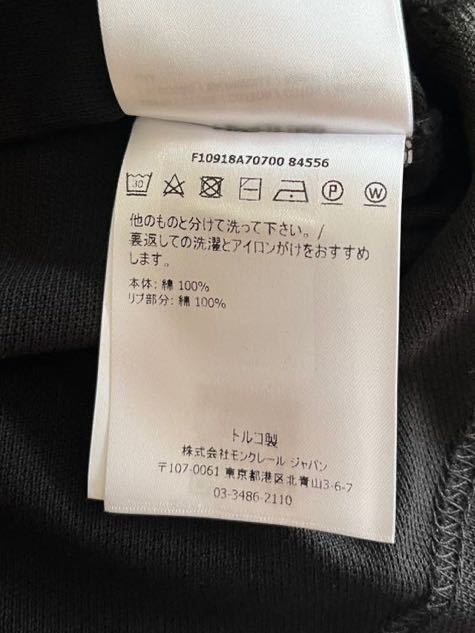 F10918A70700 84556
30
P
W
他のものと分けて洗って下さい。/
裏返しての洗濯とアイロンがけをおすすめ
します。
本体: 綿 100%
リブ部分: 綿 100%
トルコ製
株式会社モンクレール ジャパン
〒107-0061 東京都港区北青山3-6-7
03-3486-2110